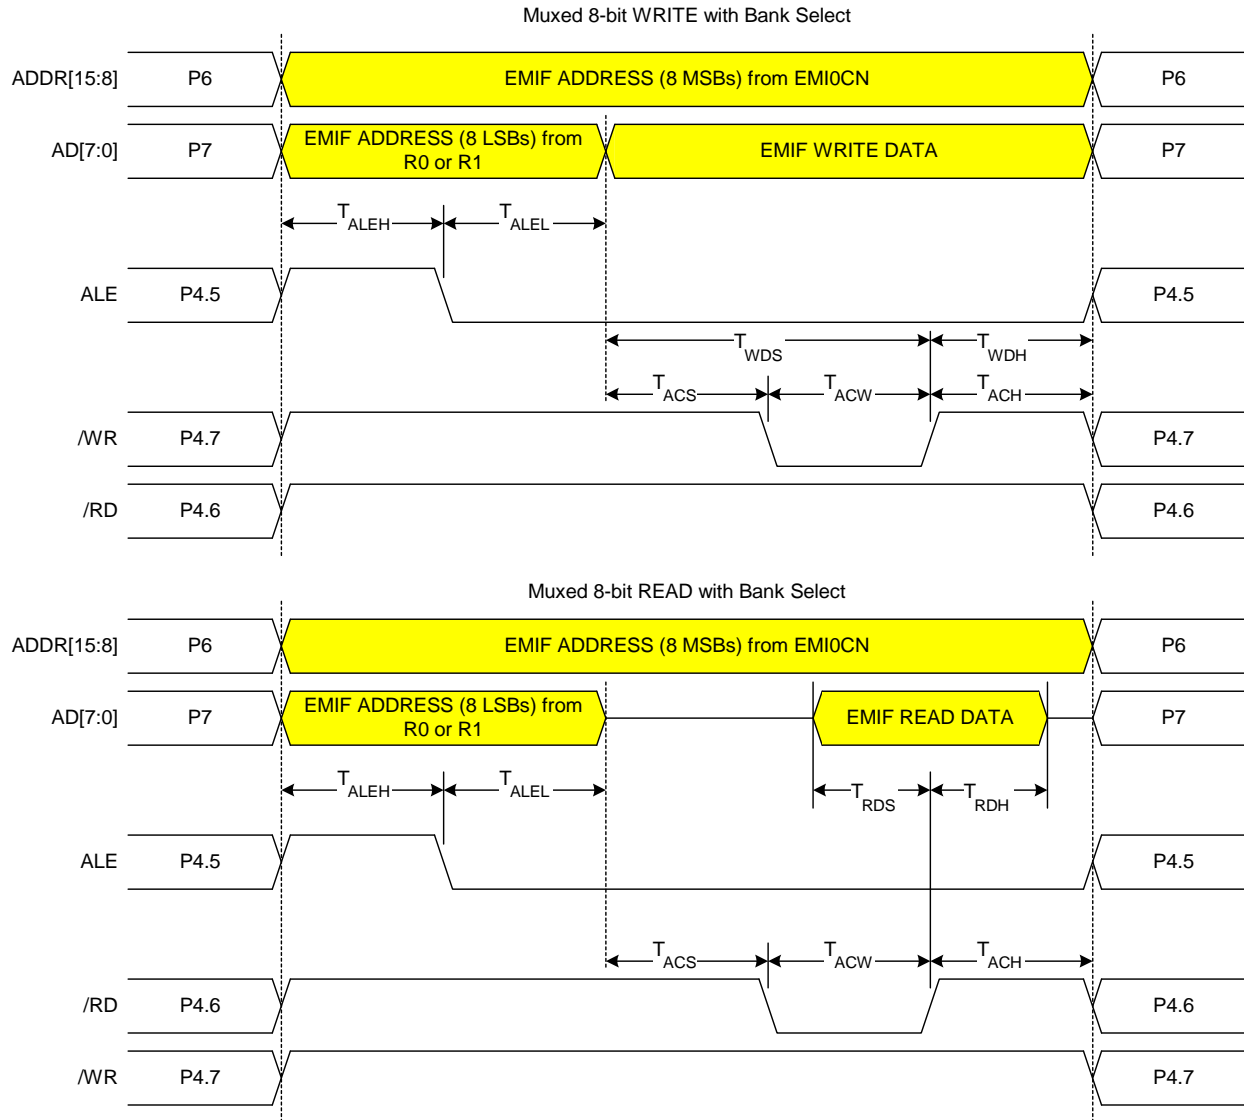 Muxed 8-bit WRITE with Bank Select
ADDR[15:8] P6 EMIF ADDRESS (8 MSBs) from EMI0CN P6
AD[7:0] P7 EMIF ADDRESS (8 LSBs) from
R0 or R1 EMIF WRITE DATA P7
TALEH TALEL
ALE P4.5 P4.5
TWDS TWDH
TACS TACW TACH
/WR P4.7 P4.7
/RD P4.6 P4.6
Muxed 8-bit READ with Bank Select
ADDR[15:8] P6 EMIF ADDRESS (8 MSBs) from EMI0CN P6
AD[7:0] P7 EMIF ADDRESS (8 LSBs) from
R0 or R1 EMIF READ DATA P7
TALEH TALEL TRDS TRDH
ALE P4.5 P4.5
TACS TACW TACH
/RD P4.6 P4.6
/WR P4.7 P4.7